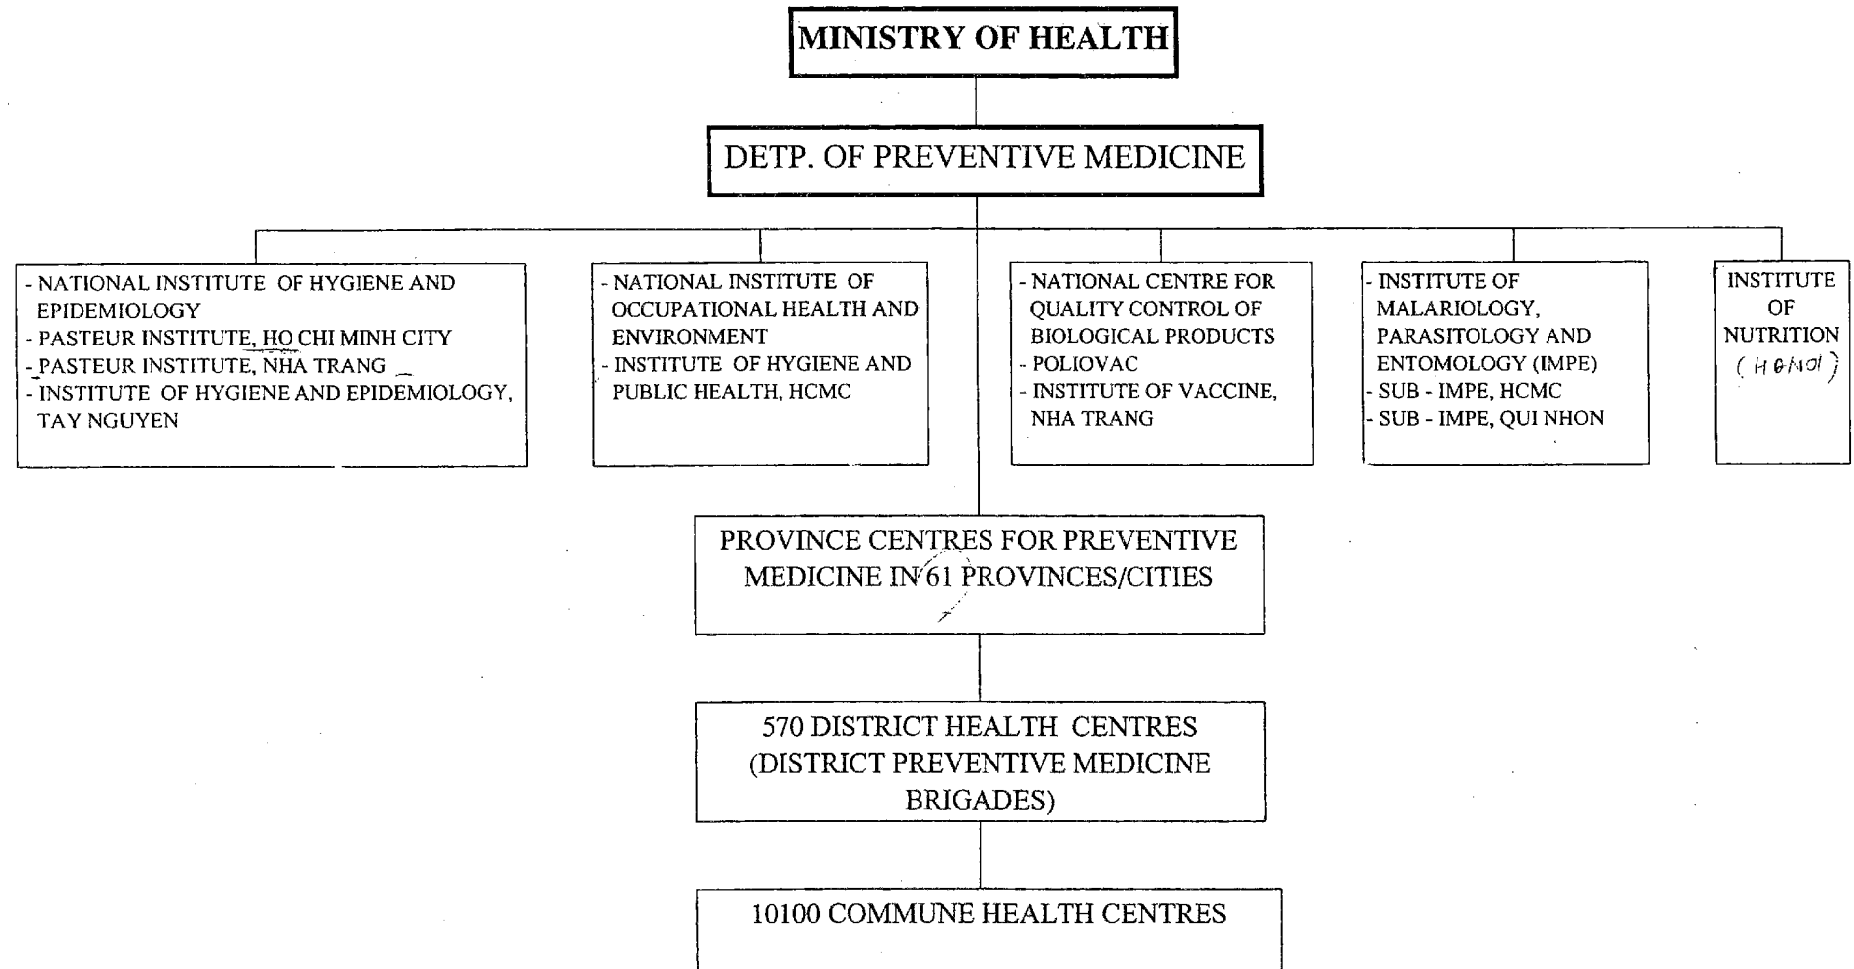 MINISTRY OF HEALTH
DETP. OF PREVENTIVE MEDICINE
- NATIONAL INSTITUTE OF HYGIENE AND
EPIDEMIOLOGY
- PASTEUR INSTITUTE, HO CHI MINH CITY
- PASTEUR INSTITUTE, NHA TRANG
- INSTITUTE OF HYGIENE AND EPIDEMIOLOGY,
TAY NGUYEN
- NATIONAL INSTITUTE OF
OCCUPATIONAL HEALTH AND
ENVIRONMENT
- INSTITUTE OF HYGIENE AND
PUBLIC HEALTH, HCMC
- NATIONAL CENTRE FOR
QUALITY CONTROL OF
BIOLOGICAL PRODUCTS
- POLIOVAC
- INSTITUTE OF VACCINE,
NHA TRANG
- INSTITUTE OF
MALARIOLOGY,
PARASITOLOGY AND
ENTOMOLOGY (IMPE)
- SUB - IMPE, HCMC
- SUB - IMPE, QUI NHON
INSTITUTE
OF
NUTRITION
(HANOI)
PROVINCE CENTRES FOR PREVENTIVE
MEDICINE IN 61 PROVINCES/CITIES
570 DISTRICT HEALTH CENTRES
(DISTRICT PREVENTIVE MEDICINE
BRIGADES)
10100 COMMUNE HEALTH CENTRES